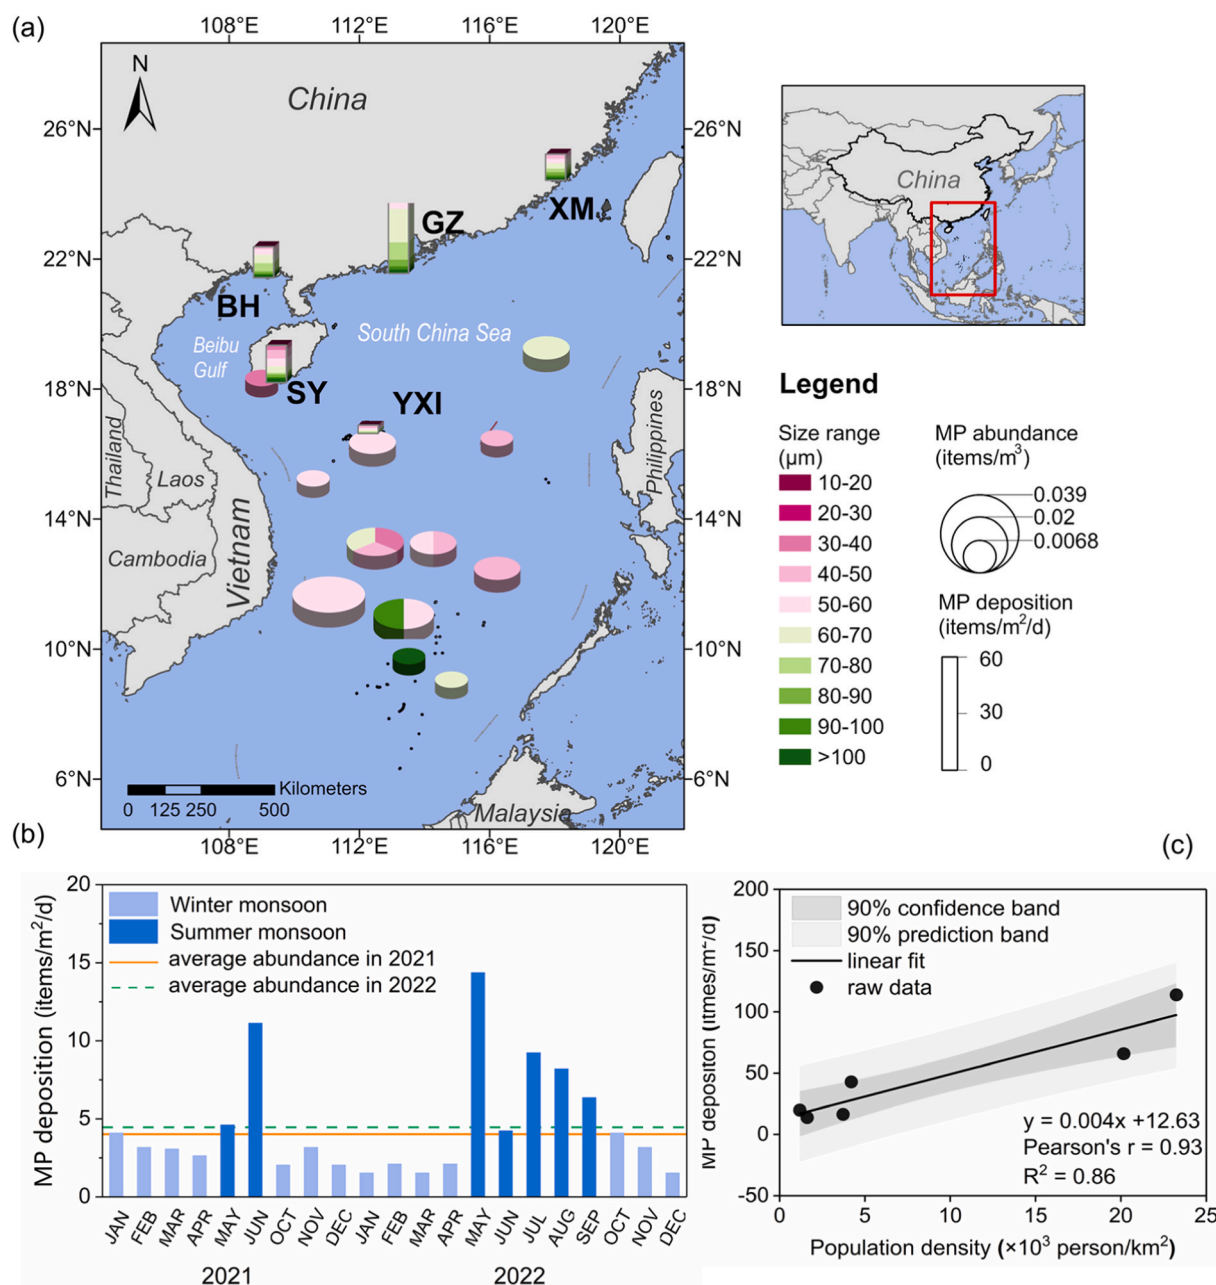 (a)
108°E 112°E 116°E 120°E
N
China
26°N
26°N
XM
GZ
22°N
22°N
BH
South China Sea
Beibu
Gulf
18°N
18°N
SY
YXI
Thailand
Laos
Philippines
14°N
14°N
Cambodia
Vietnam
10°N
10°N
6°N
6°N
Kilometers
0 125 250 500
Malaysia
108°E 112°E 116°E 120°E
China
Legend
Size range
(µm)
10-20
20-30
30-40
40-50
50-60
60-70
70-80
80-90
90-100
>100
MP abundance
(items/m³)
0.039
0.02
0.0068
MP deposition
(items/m²/d)
60
30
0
(b)
MP deposition (items/m²/d)
20
15
10
5
0
Winter monsoon
Summer monsoon
average abundance in 2021
average abundance in 2022
JAN FEB MAR APR MAY JUN OCT NOV DEC JAN FEB MAR APR MAY JUN JUL AUG SEP OCT NOV DEC
2021 2022
(c)
MP depositon (itmes/m²/d)
200
150
100
50
0
-50
90% confidence band
90% prediction band
linear fit
raw data
y = 0.004x +12.63
Pearson's r = 0.93
R² = 0.86
5 10 15 20 25
Population density (×10³ person/km²)